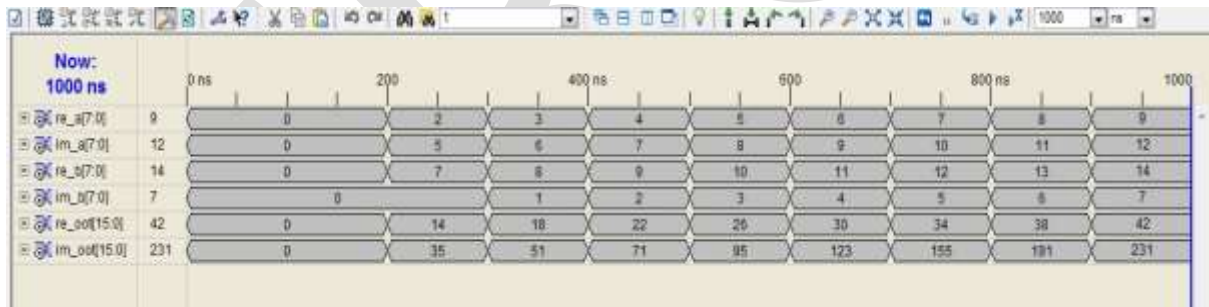 t 1000 ns
Now:
1000 ns
0 ns 200 400 ns 600 800 ns 1000
re_a[7:0] 9 0 2 3 4 5 6 7 8 9
im_a[7:0] 12 0 5 6 7 8 9 10 11 12
re_b[7:0] 14 0 7 8 9 10 11 12 13 14
im_b[7:0] 7 0 1 2 3 4 5 6 7
re_oot[15:0] 42 0 14 18 22 26 30 34 38 42
im_oot[15:0] 231 0 35 51 71 95 123 155 191 231